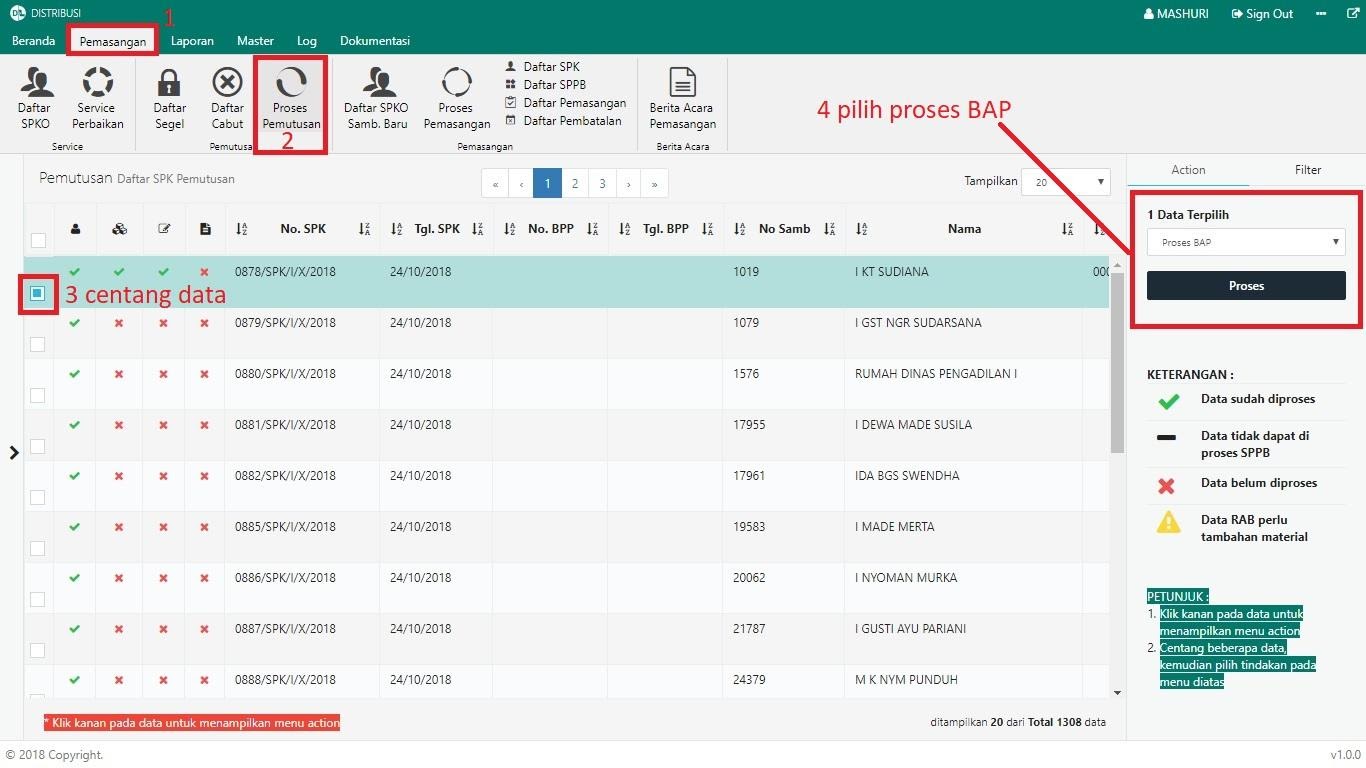 DISTRIBUSI
MASHURI Sign Out
1
Beranda Pemasangan Laporan Master Log Dokumentasi
Daftar SPKO
Service Perbaikan
Service
Daftar Segel
Daftar Cabut
Proses Pemutusan
2
Pemutusa
Daftar SPKO Samb. Baru
Proses Pemasangan
Daftar SPK
Daftar SPPB
Daftar Pemasangan
Daftar Pembatalan
Pemasangan
Berita Acara Pemasangan
Berita Acara
4 pilih proses BAP
Pemutusan Daftar SPK Pemutusan
« ‹ 1 2 3 › »
Tampilkan 20
No. SPK Tgl. SPK No. BPP Tgl. BPP No Samb Nama
0878/SPK/I/X/2018 24/10/2018 1019 I KT SUDIANA 000
3 centang data
0879/SPK/I/X/2018 24/10/2018 1079 I GST NGR SUDARSANA
0880/SPK/I/X/2018 24/10/2018 1576 RUMAH DINAS PENGADILAN I
0881/SPK/I/X/2018 24/10/2018 17955 I DEWA MADE SUSILA
0882/SPK/I/X/2018 24/10/2018 17961 IDA BGS SWENDHA
0885/SPK/I/X/2018 24/10/2018 19583 I MADE MERTA
0886/SPK/I/X/2018 24/10/2018 20062 I NYOMAN MURKA
0887/SPK/I/X/2018 24/10/2018 21787 I GUSTI AYU PARIANI
0888/SPK/I/X/2018 24/10/2018 24379 M K NYM PUNDUH
* Klik kanan pada data untuk menampilkan menu action
ditampilkan 20 dari Total 1308 data
Action Filter
1 Data Terpilih
Proses BAP
Proses
KETERANGAN :
Data sudah diproses
Data tidak dapat di
proses SPPB
Data belum diproses
Data RAB perlu
tambahan material
PETUNJUK :
1. Klik kanan pada data untuk
menampilkan menu action
2. Centang beberapa data,
kemudian pilih tindakan pada
menu diatas
© 2018 Copyright.
v1.0.0